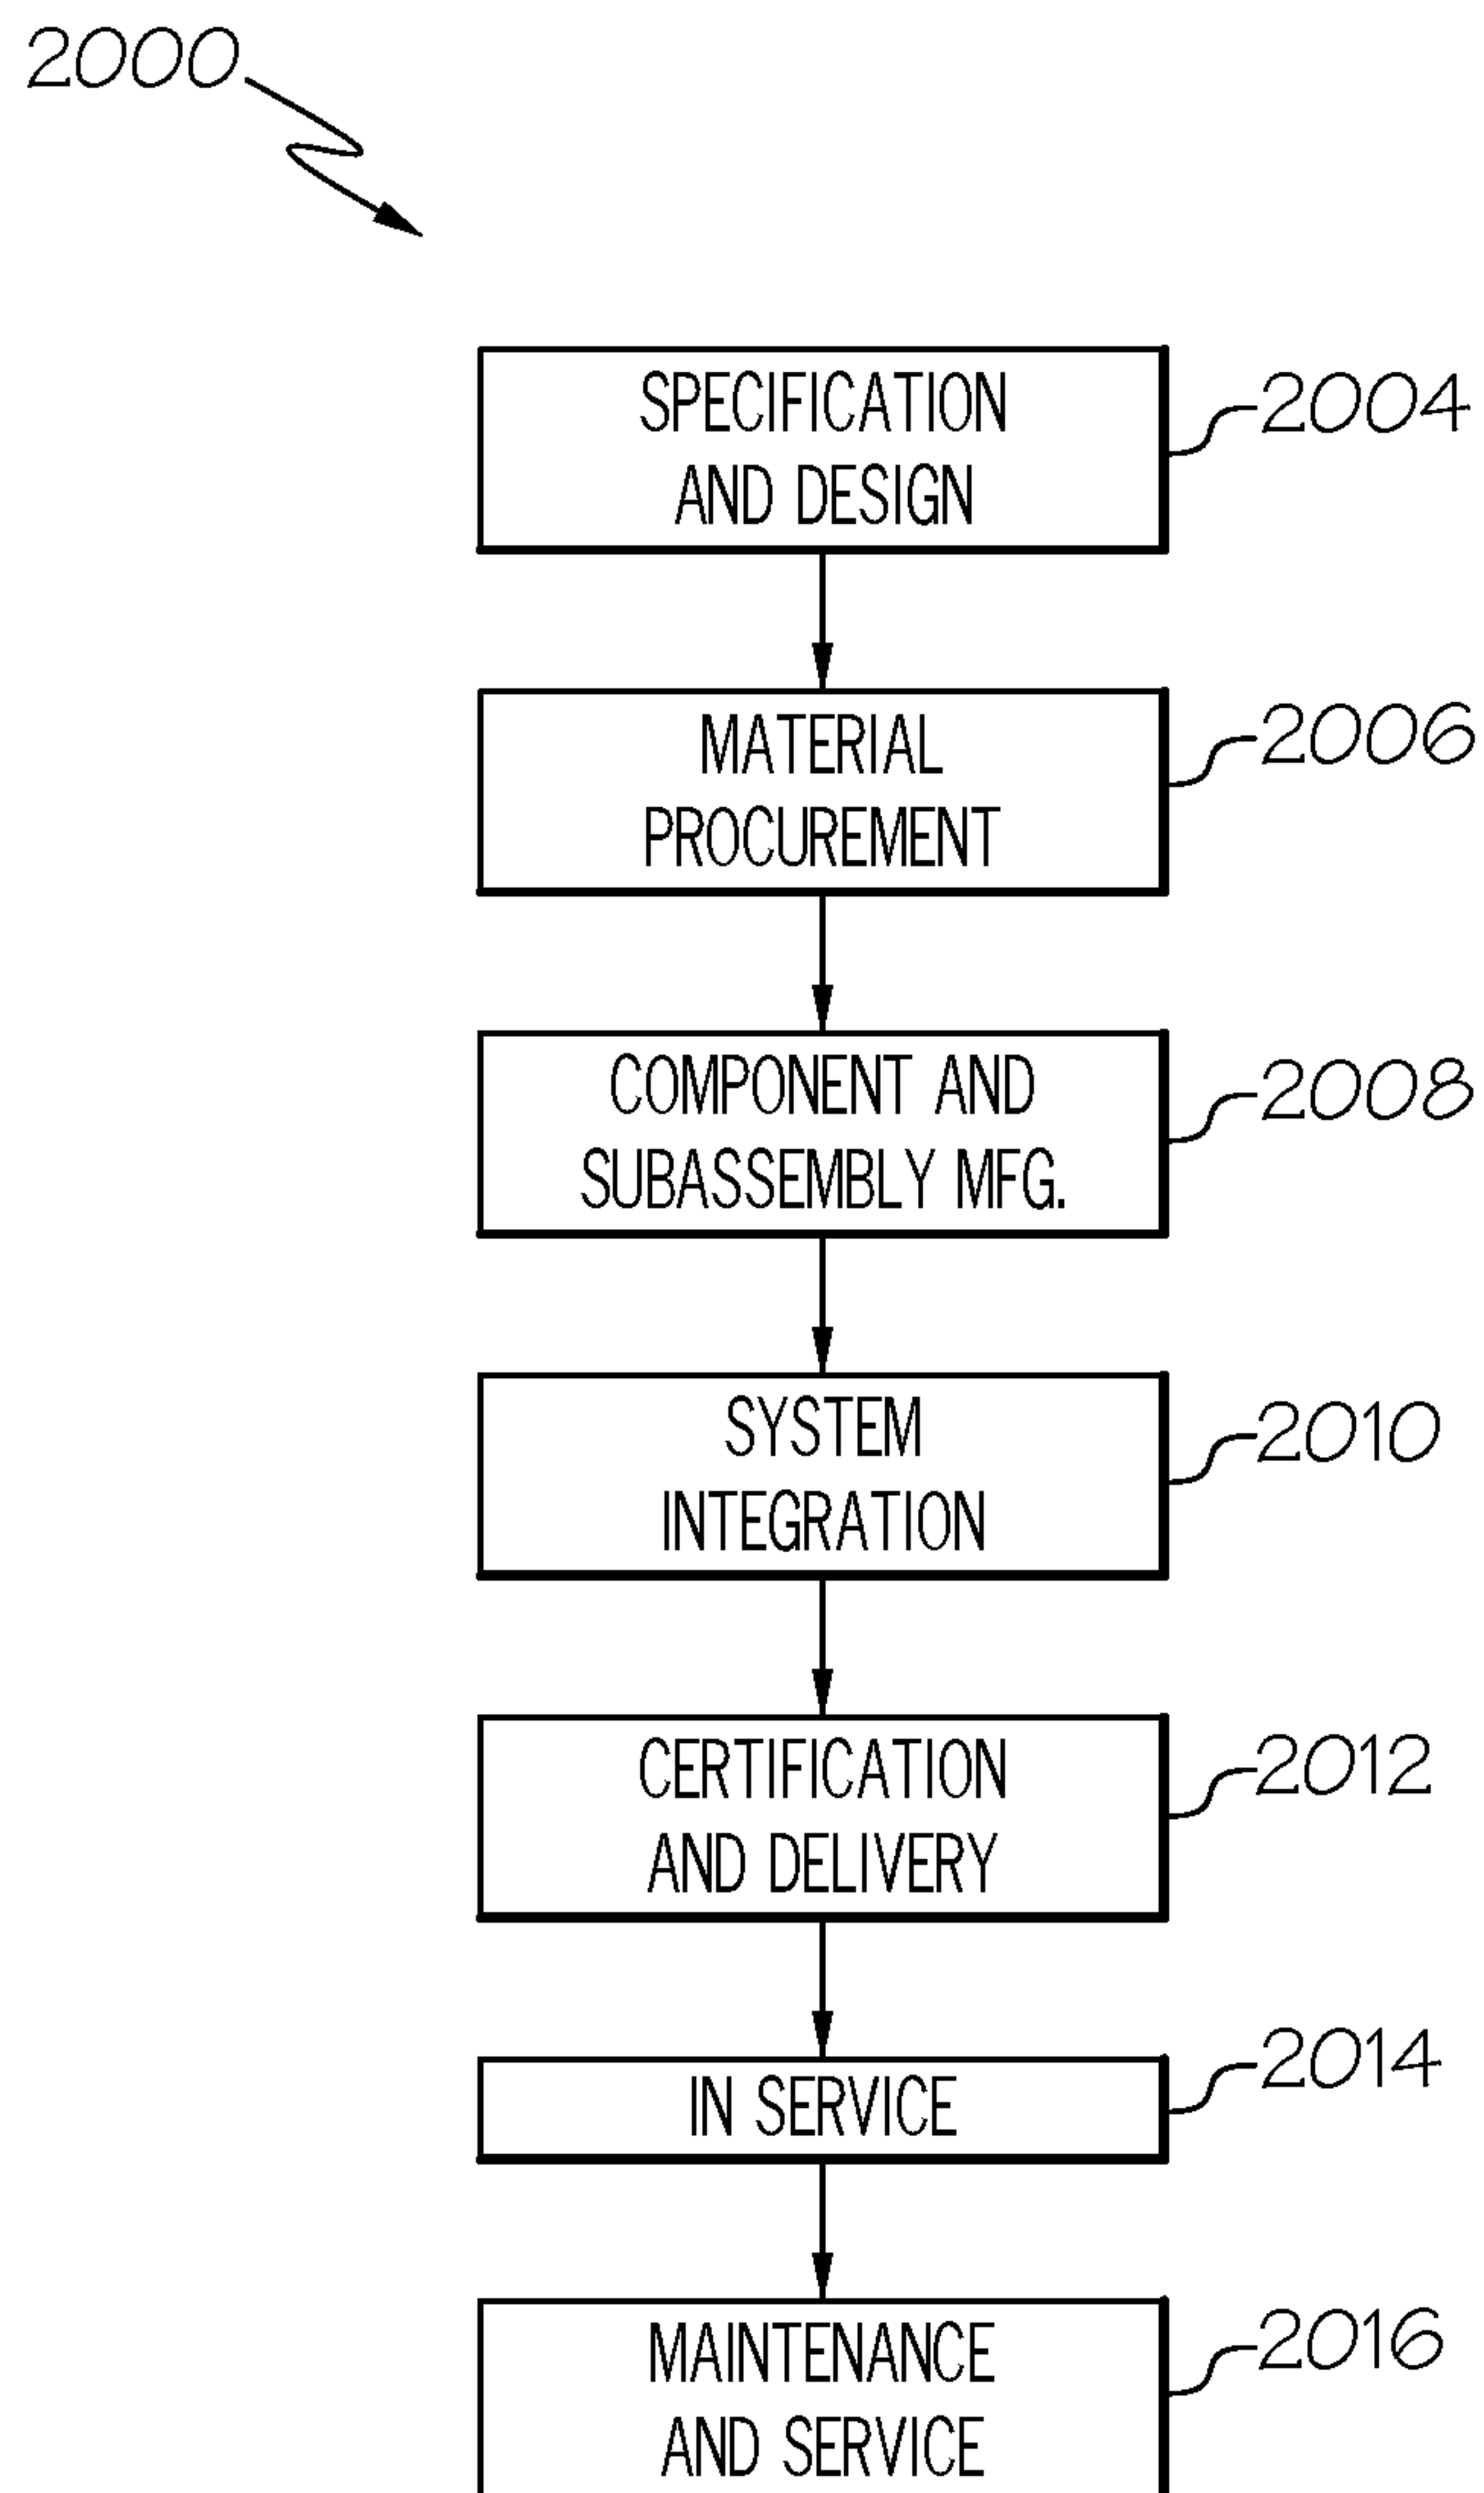 2000
SPECIFICATION
AND DESIGN
2004
MATERIAL
PROCUREMENT
2006
COMPONENT AND
SUBASSEMBLY MFG.
2008
SYSTEM
INTEGRATION
2010
CERTIFICATION
AND DELIVERY
2012
IN SERVICE
2014
MAINTENANCE
AND SERVICE
2016